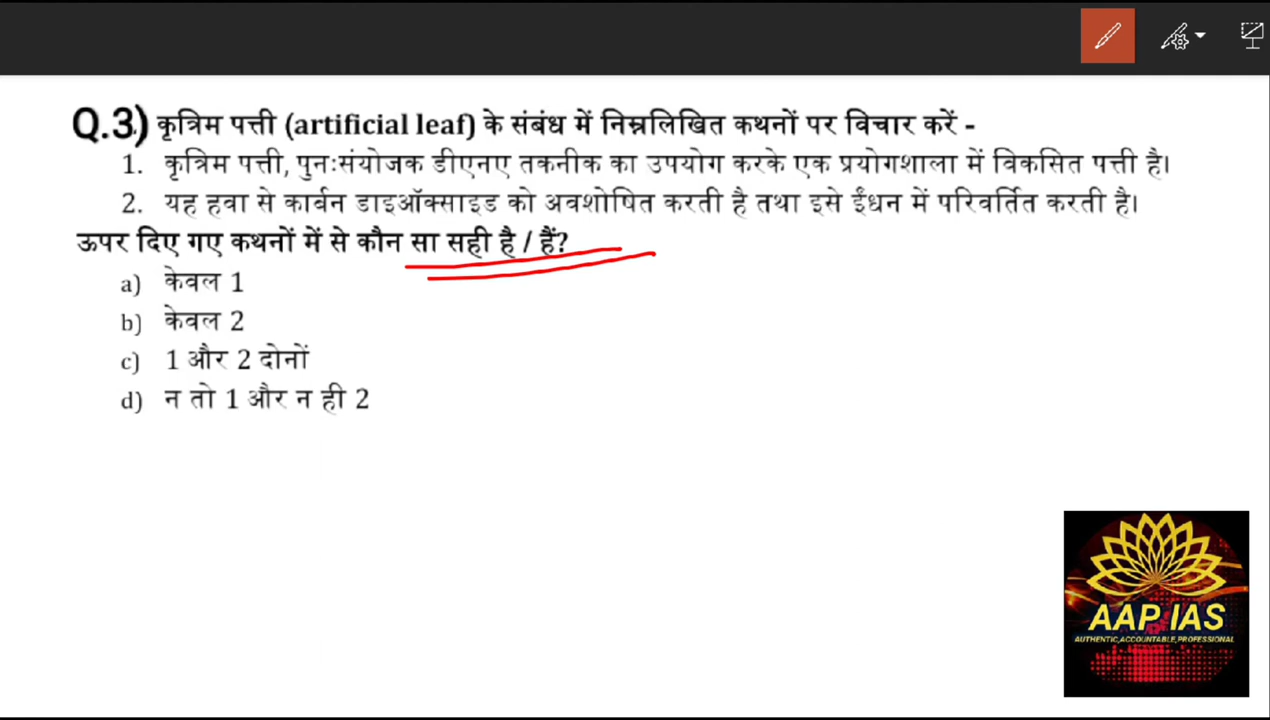 Q.3) कृत्रिम पत्ती (artificial leaf) के संबंध में निम्नलिखित कथनों पर विचार करें -
1. कृत्रिम पत्ती, पुनःसंयोजक डीएनए तकनीक का उपयोग करके एक प्रयोगशाला में विकसित पत्ती है।
2. यह हवा से कार्बन डाइऑक्साइड को अवशोषित करती है तथा इसे ईंधन में परिवर्तित करती है।
ऊपर दिए गए कथनों में से कौन सा सही है / हैं?
a) केवल 1
b) केवल 2
c) 1 और 2 दोनों
d) न तो 1 और न ही 2
AAP IAS
AUTHENTIC,ACCOUNTABLE,PROFESSIONAL